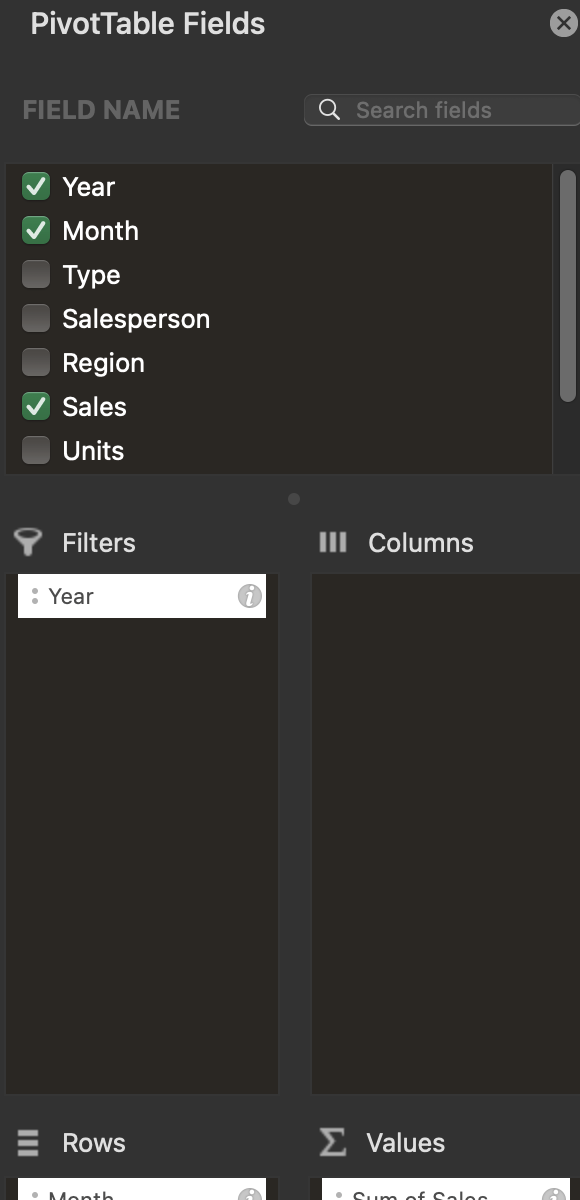 PivotTable Fields
FIELD NAME
Search fields
Year
Month
Type
Salesperson
Region
Sales
Units
Filters
Columns
Year
Rows
Values
Month
Sum of Sales